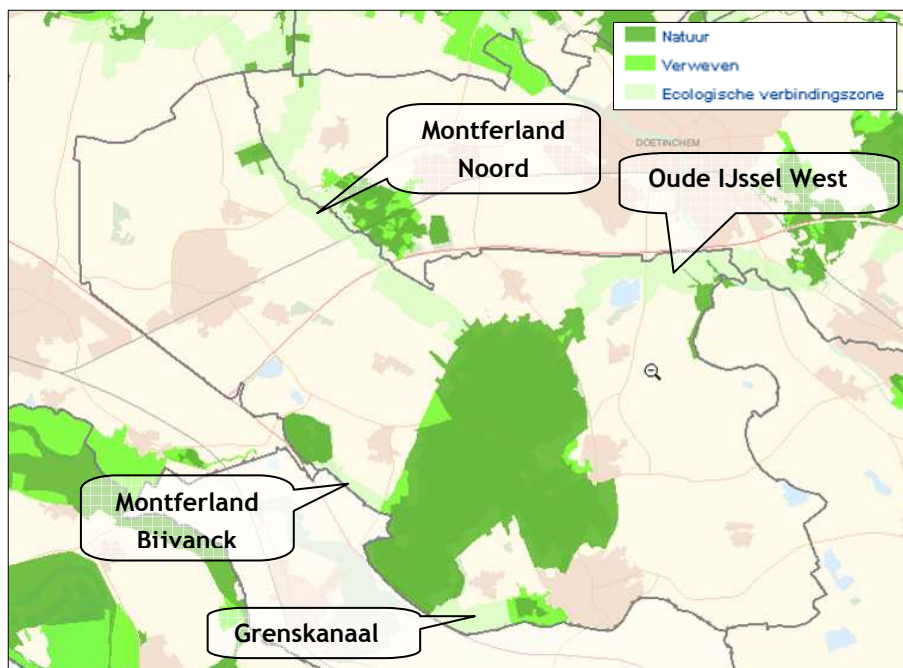 Natuur
Verweven
Ecologische verbindingszone
Montferland
Noord
DOETINCHEM
Oude IJssel West
Montferland
Bijvanck
Grenskanaal